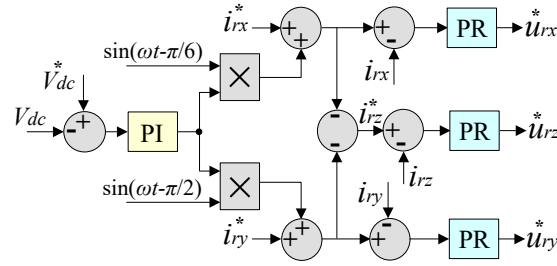 i*rx
+
+
+
-
PR
u*rx
sin(ωt-π/6)
×
irx
V*dc
Vdc
-
+
PI
-
-
i*rz
+
-
PR
u*rz
irz
sin(ωt-π/2)
×
iry
i*ry
+
+
-
+
PR
u*ry